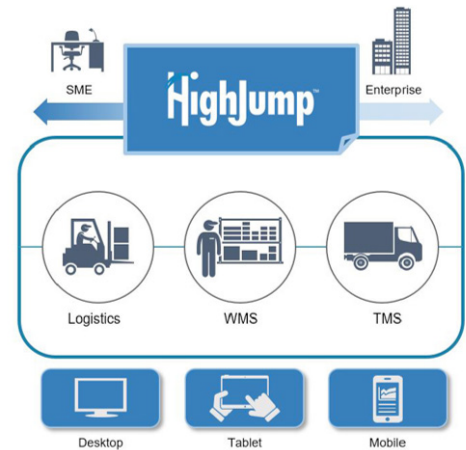 SME
HighJump™
Enterprise
Logistics
WMS
TMS
Desktop
Tablet
Mobile